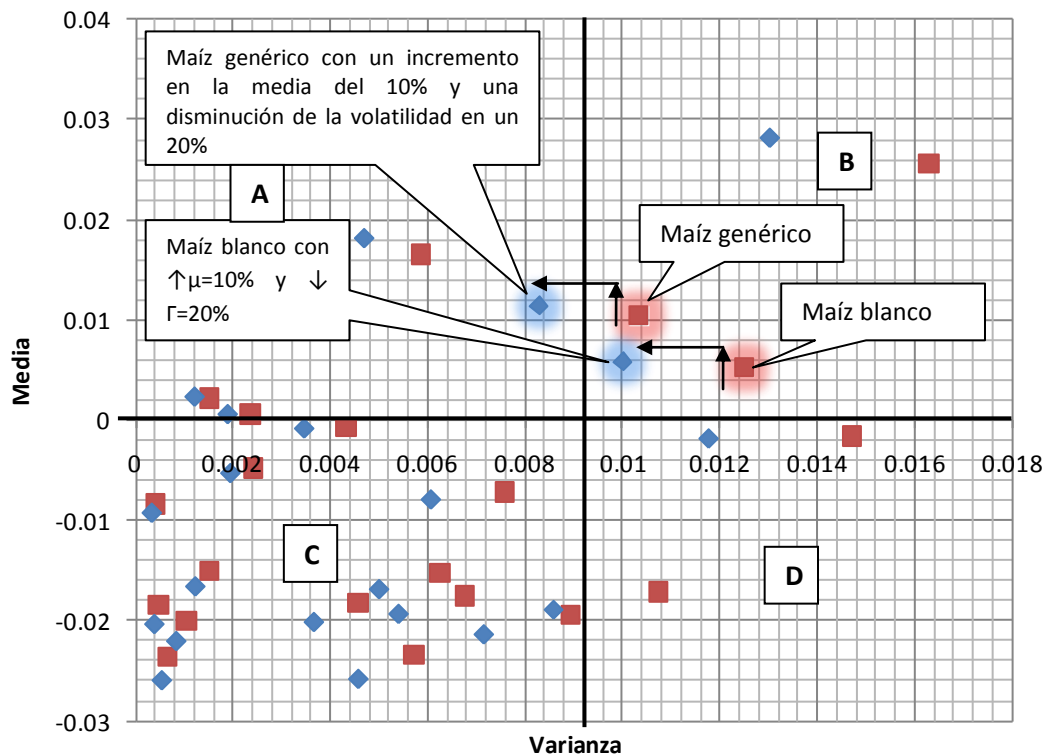 0.04
Maíz genérico con un incremento
en la media del 10% y una
disminución de la volatilidad en un
20%
0.03
B
A
0.02
Maíz blanco con
↑μ=10% y ↓
Γ=20%
Maíz genérico
Maíz blanco
0.01
Media
0
0 0.002 0.004 0.006 0.008 0.01 0.012 0.014 0.016 0.018
-0.01
C
D
-0.02
-0.03
Varianza